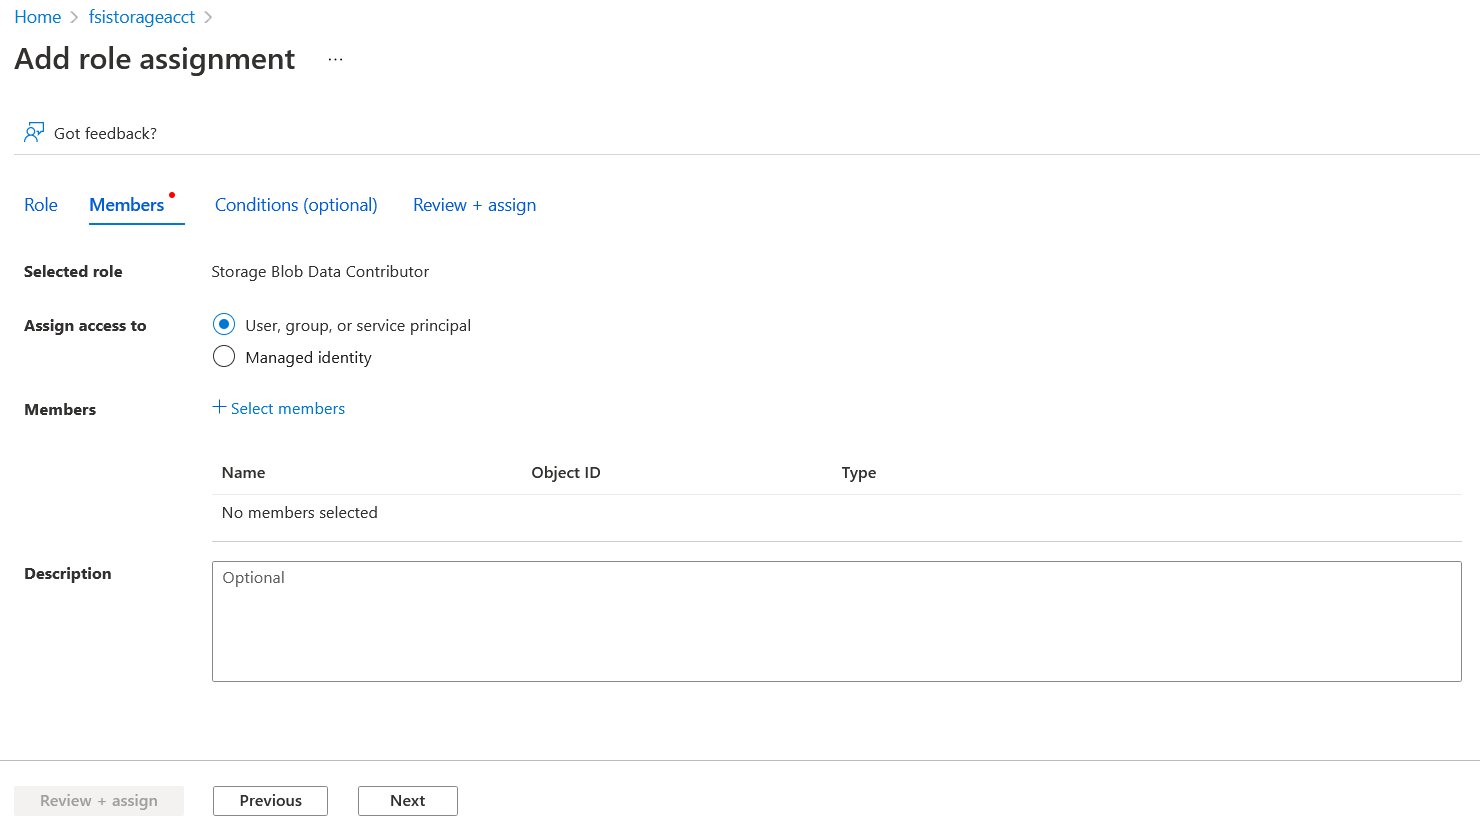 Home > fsistorageacct >
Add role assignment ...
Got feedback?
Role Members Conditions (optional) Review + assign
Selected role Storage Blob Data Contributor
Assign access to User, group, or service principal
Managed identity
Members + Select members
Name Object ID Type
No members selected
Description Optional
Review + assign Previous Next